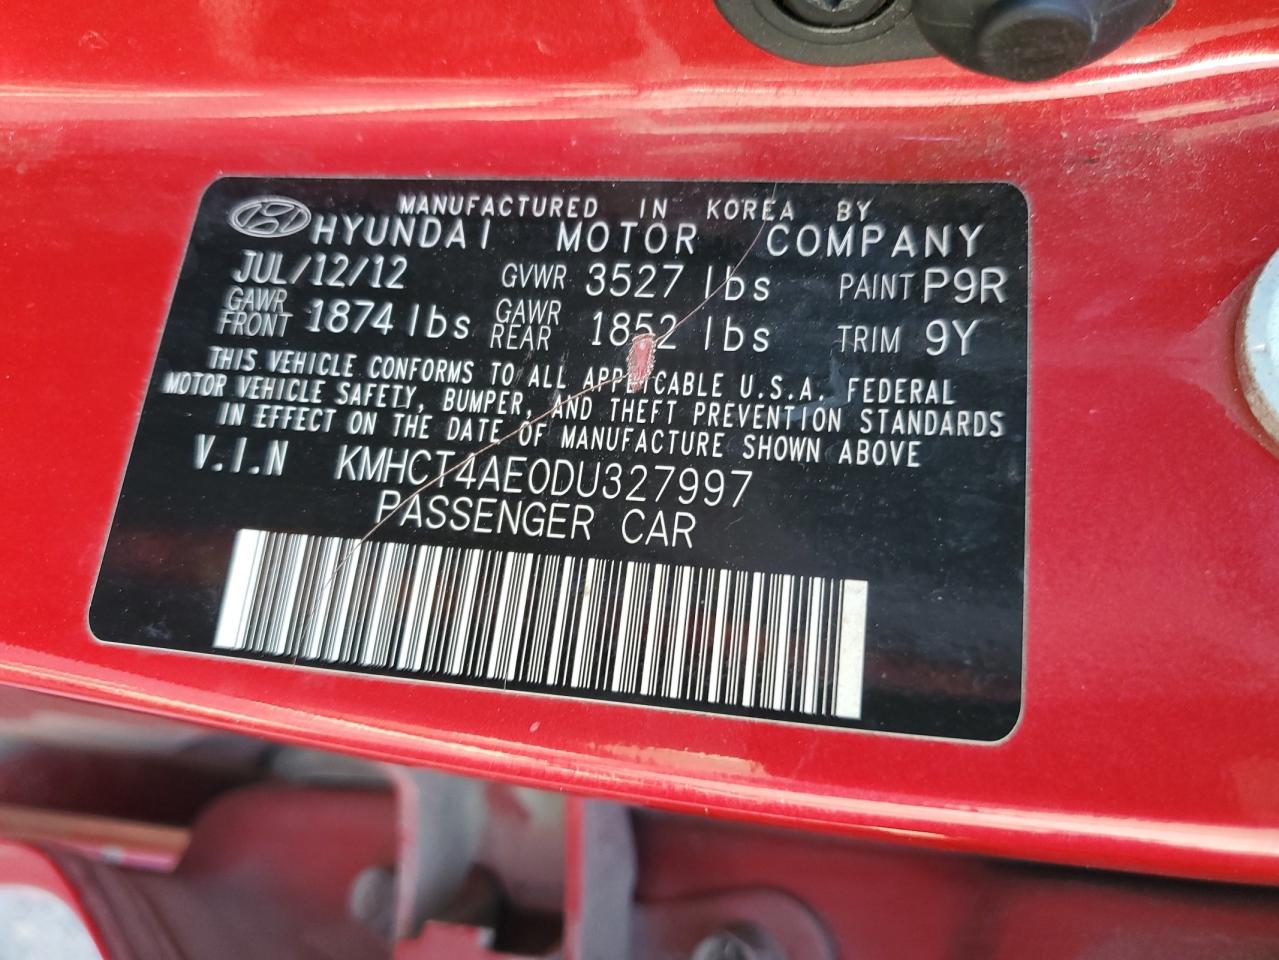 MANUFACTURED IN KOREA BY
HYUNDAI MOTOR COMPANY
JUL/12/12 GVWR 3527 lbs PAINT P9R
GAWR FRONT 1874 lbs GAWR REAR 1852 lbs TRIM 9Y
THIS VEHICLE CONFORMS TO ALL APPLICABLE U.S.A. FEDERAL
MOTOR VEHICLE SAFETY, BUMPER, AND THEFT PREVENTION STANDARDS
IN EFFECT ON THE DATE OF MANUFACTURE SHOWN ABOVE
V.I.N KMHCT4AE0DU327997
PASSENGER CAR